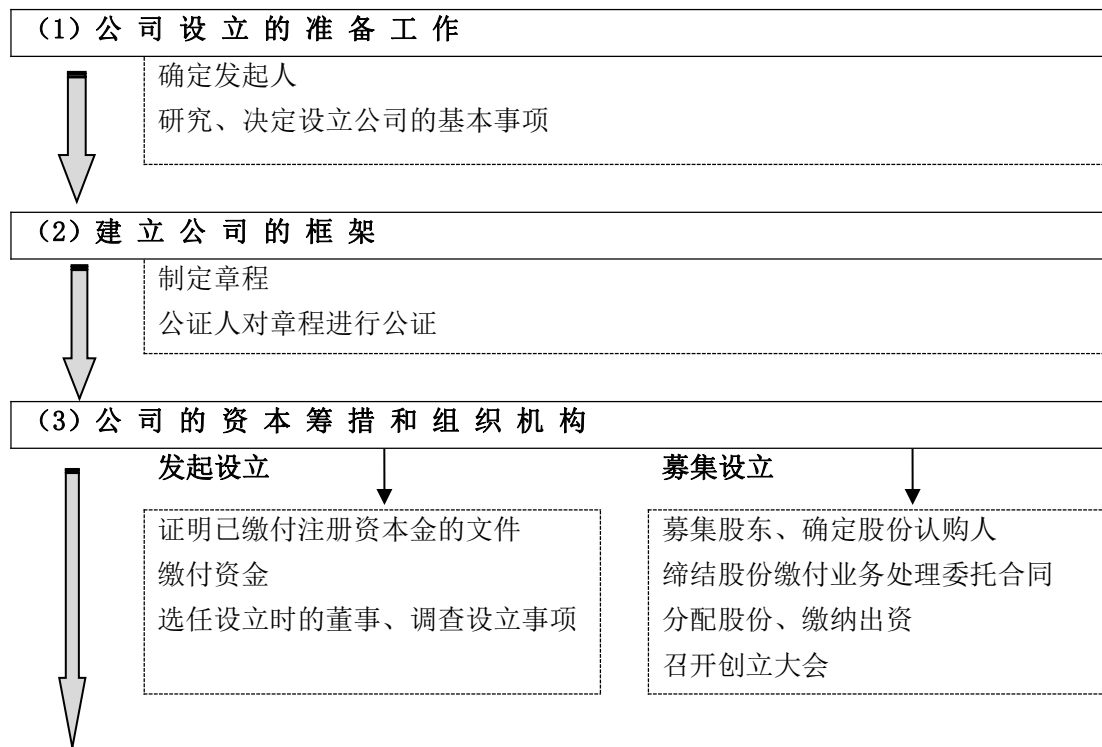 （1）公司设立的准备工作
确定发起人
研究、决定设立公司的基本事项
（2）建立公司的框架
制定章程
公证人对章程进行公证
（3）公司的资本筹措和组织机构
发起设立
证明已缴付注册资本金的文件
缴付资金
选任设立时的董事、调查设立事项
募集设立
募集股东、确定股份认购人
缔结股份缴付业务处理委托合同
分配股份、缴纳出资
召开创立大会